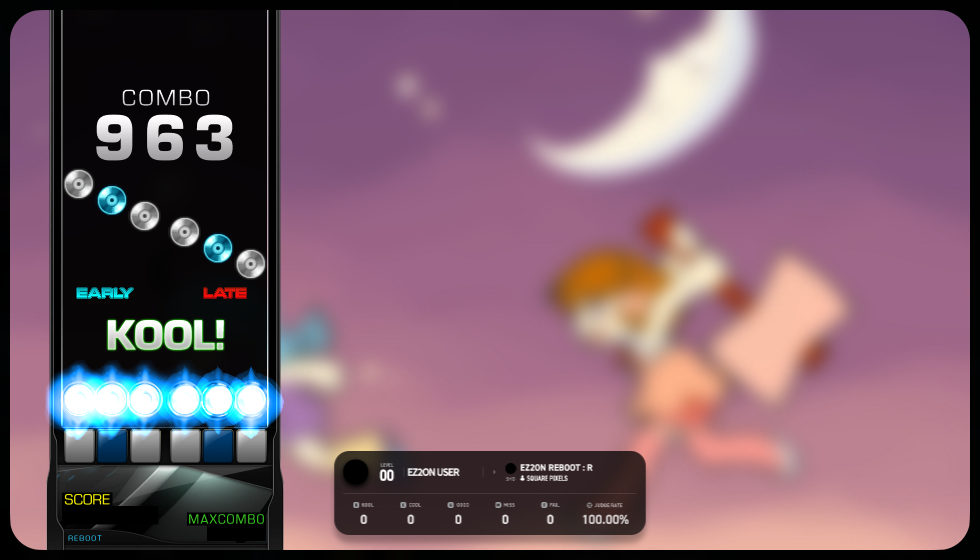 COMBO
963
EARLY LATE
KOOL!
SCORE
MAXCOMBO
REBOOT
LEVEL
00 EZ2ON USER
EZ2ON REBOOT : R
SQUARE PIXELS
KOOL COOL GOOD MISS FAIL JUDGE RATE
0 0 0 0 0 100.00%